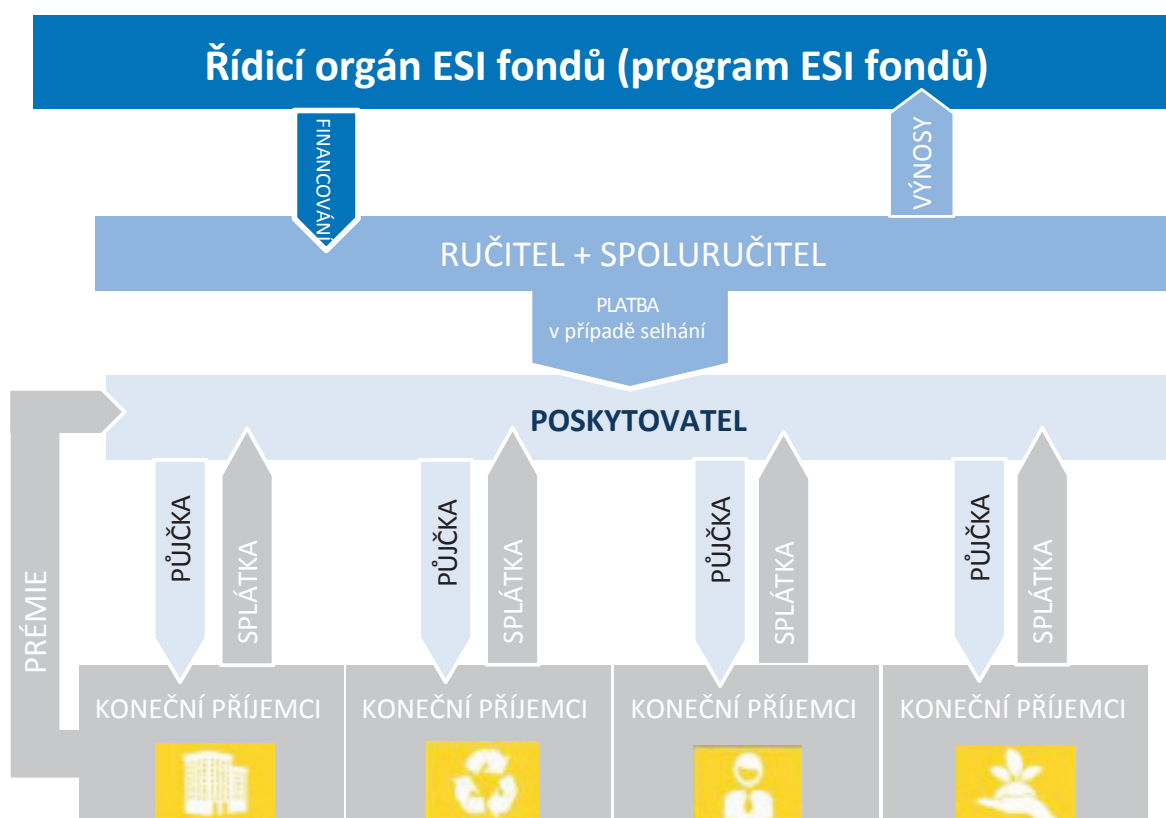 Řídicí orgán ESI fondů (program ESI fondů)
FINANCOVÁNÍ
VÝNOSY
RUČITEL + SPOLURUČITEL
PLATBA
v případě selhání
POSKYTOVATEL
PRÉMIE
PŮJČKA
SPLÁTKA
PŮJČKA
SPLÁTKA
PŮJČKA
SPLÁTKA
PŮJČKA
SPLÁTKA
KONEČNÍ PŘÍJEMCI
KONEČNÍ PŘÍJEMCI
KONEČNÍ PŘÍJEMCI
KONEČNÍ PŘÍJEMCI